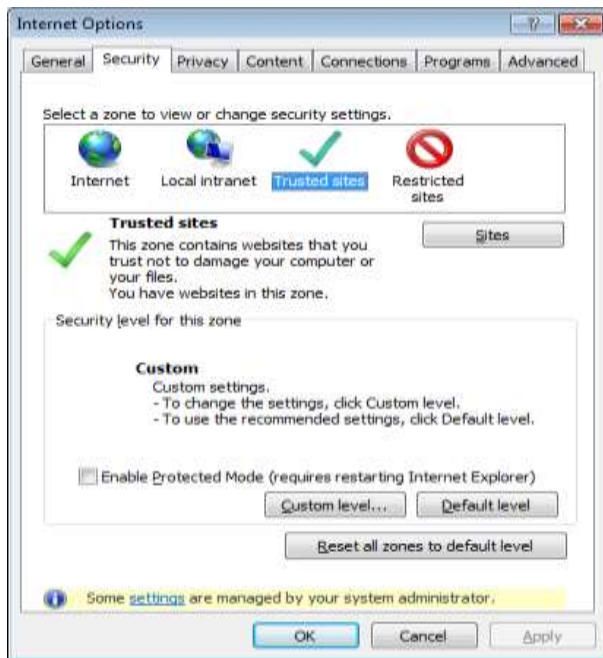 Internet Options
General Security Privacy Content Connections Programs Advanced
Select a zone to view or change security settings.
Internet Local intranet Trusted sites Restricted
sites
Trusted sites
Sites
This zone contains websites that you
trust not to damage your computer or
your files.
You have websites in this zone.
Security level for this zone
Custom
Custom settings.
- To change the settings, click Custom level.
- To use the recommended settings, click Default level.
Enable Protected Mode (requires restarting Internet Explorer)
Custom level... Default level
Reset all zones to default level
Some settings are managed by your system administrator.
OK Cancel Apply